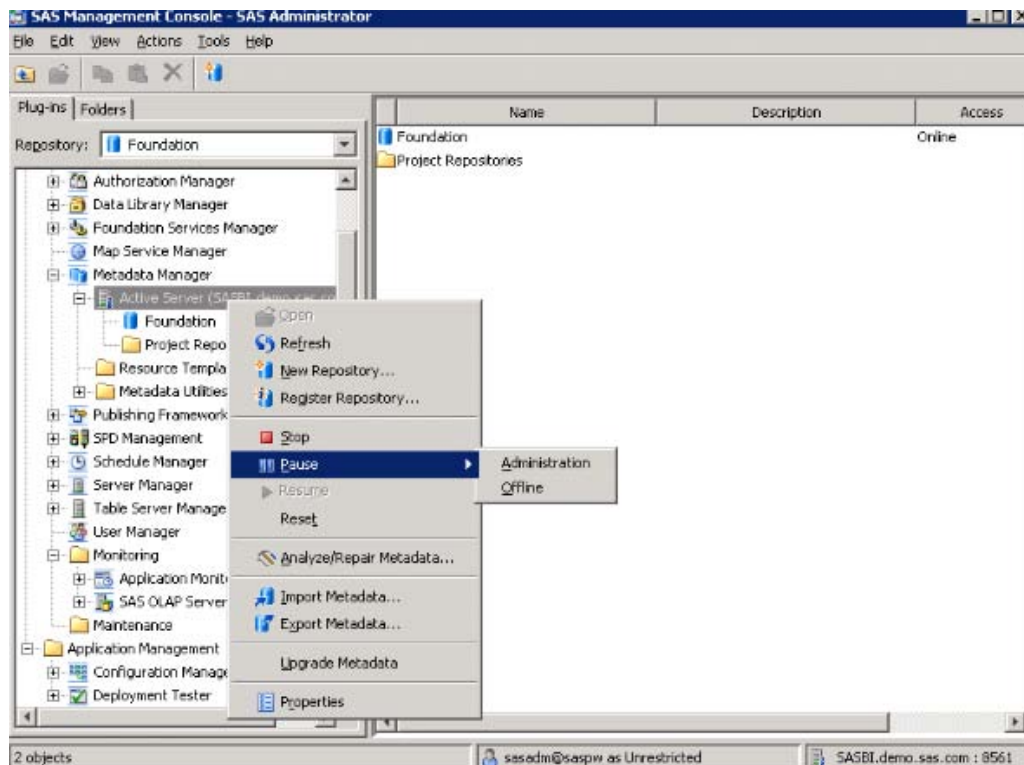 SAS Management Console - SAS Administrator
File Edit View Actions Tools Help
Plug-ins Folders
Repository: Foundation
Authorization Manager
Data Library Manager
Foundation Services Manager
Map Service Manager
Metadata Manager
Active Server (SASBI.demo.sas.co
Foundation
Project Repo
Resource Templa
Metadata Utilities
Publishing Framework
SPD Management
Schedule Manager
Server Manager
Table Server Manage
User Manager
Monitoring
Application Monit
SAS OLAP Server
Maintenance
Application Management
Configuration Manage
Deployment Tester
Open
Refresh
New Repository...
Register Repository...
Stop
Pause
Resume
Reset
Analyze/Repair Metadata...
Import Metadata...
Export Metadata...
Upgrade Metadata
Properties
Administration
Offline
Name Description Access
Foundation Online
Project Repositories
2 objects sasadm@saspw as Unrestricted SASBI.demo.sas.com : 8561